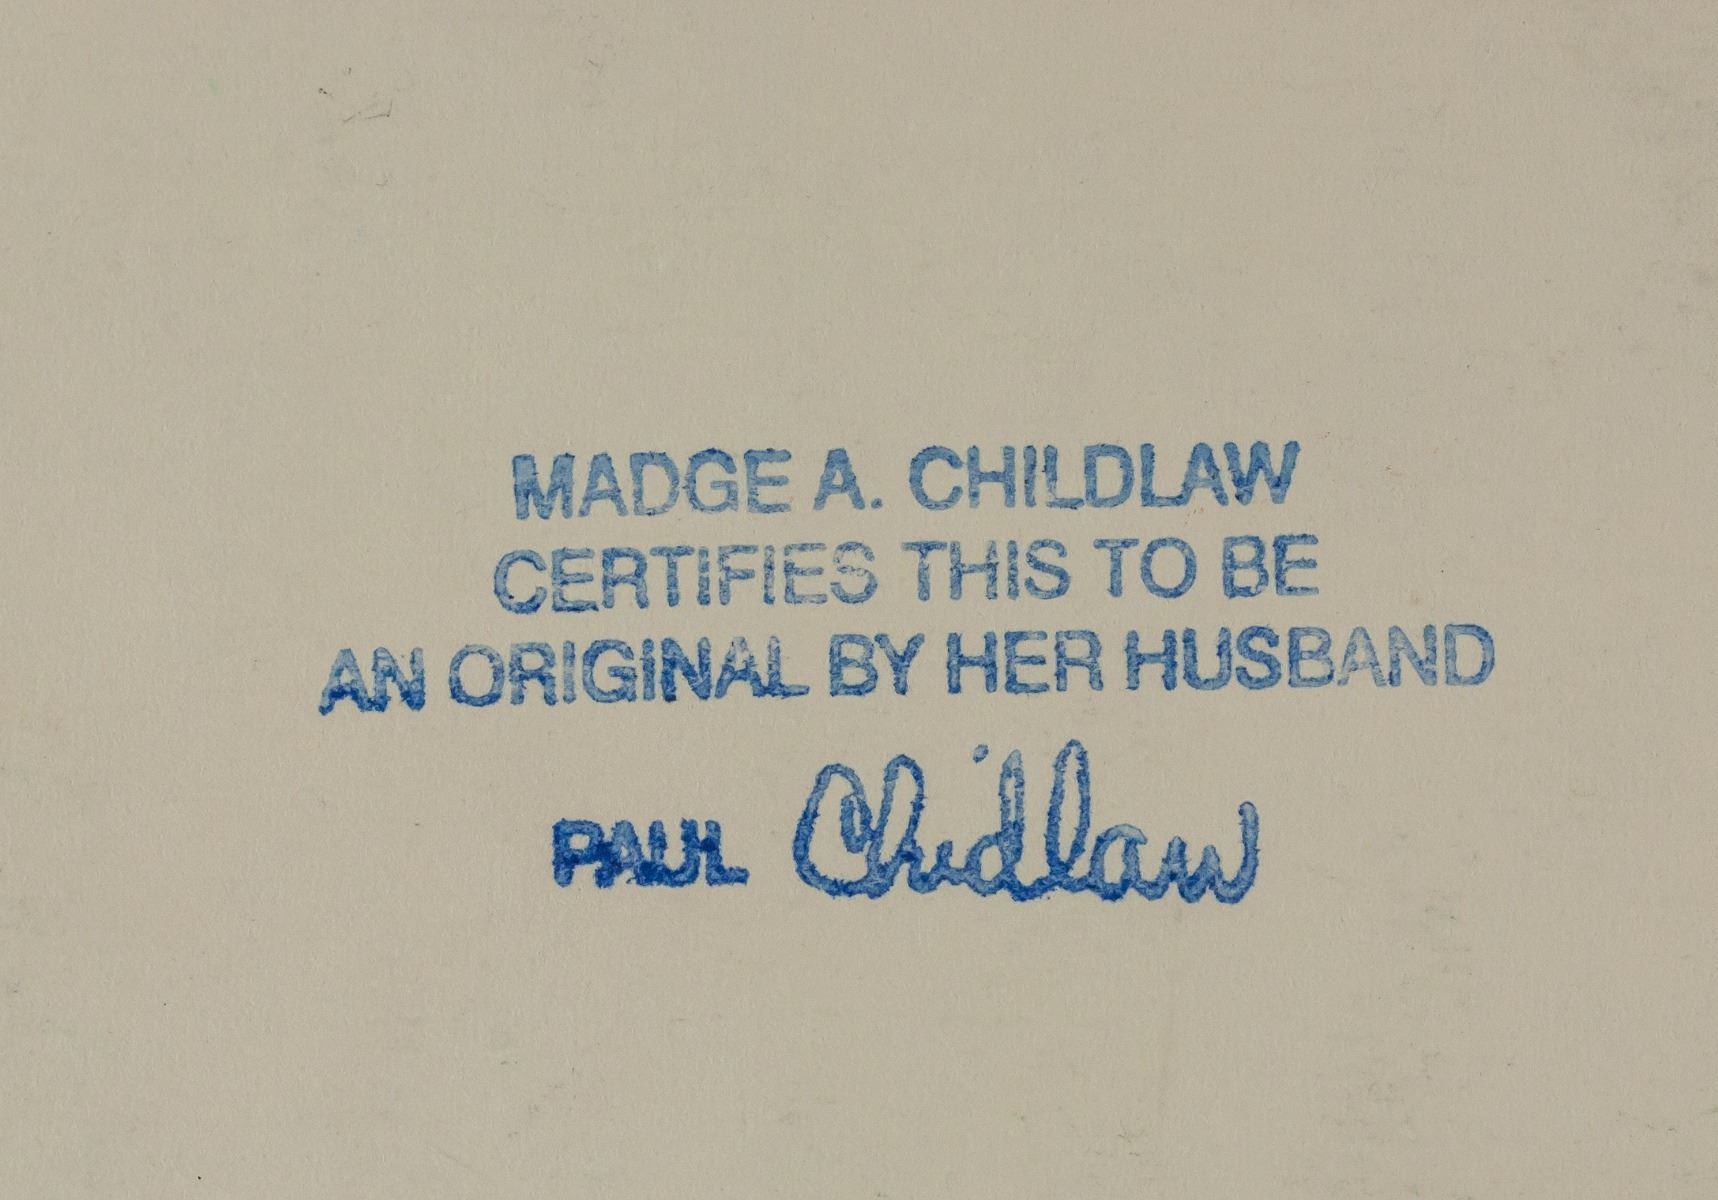 MADGE A. CHILDLAW
CERTIFIES THIS TO BE
AN ORIGINAL BY HER HUSBAND
PAUL Childlaw